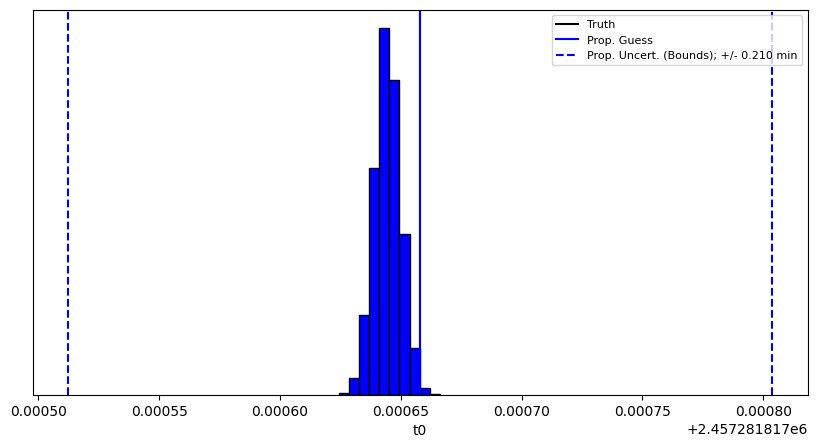 Truth
Prop. Guess
Prop. Uncert. (Bounds); +/- 0.210 min
0.00050 0.00055 0.00060 0.00065 0.00070 0.00075 0.00080
t0
+2.457281817e6